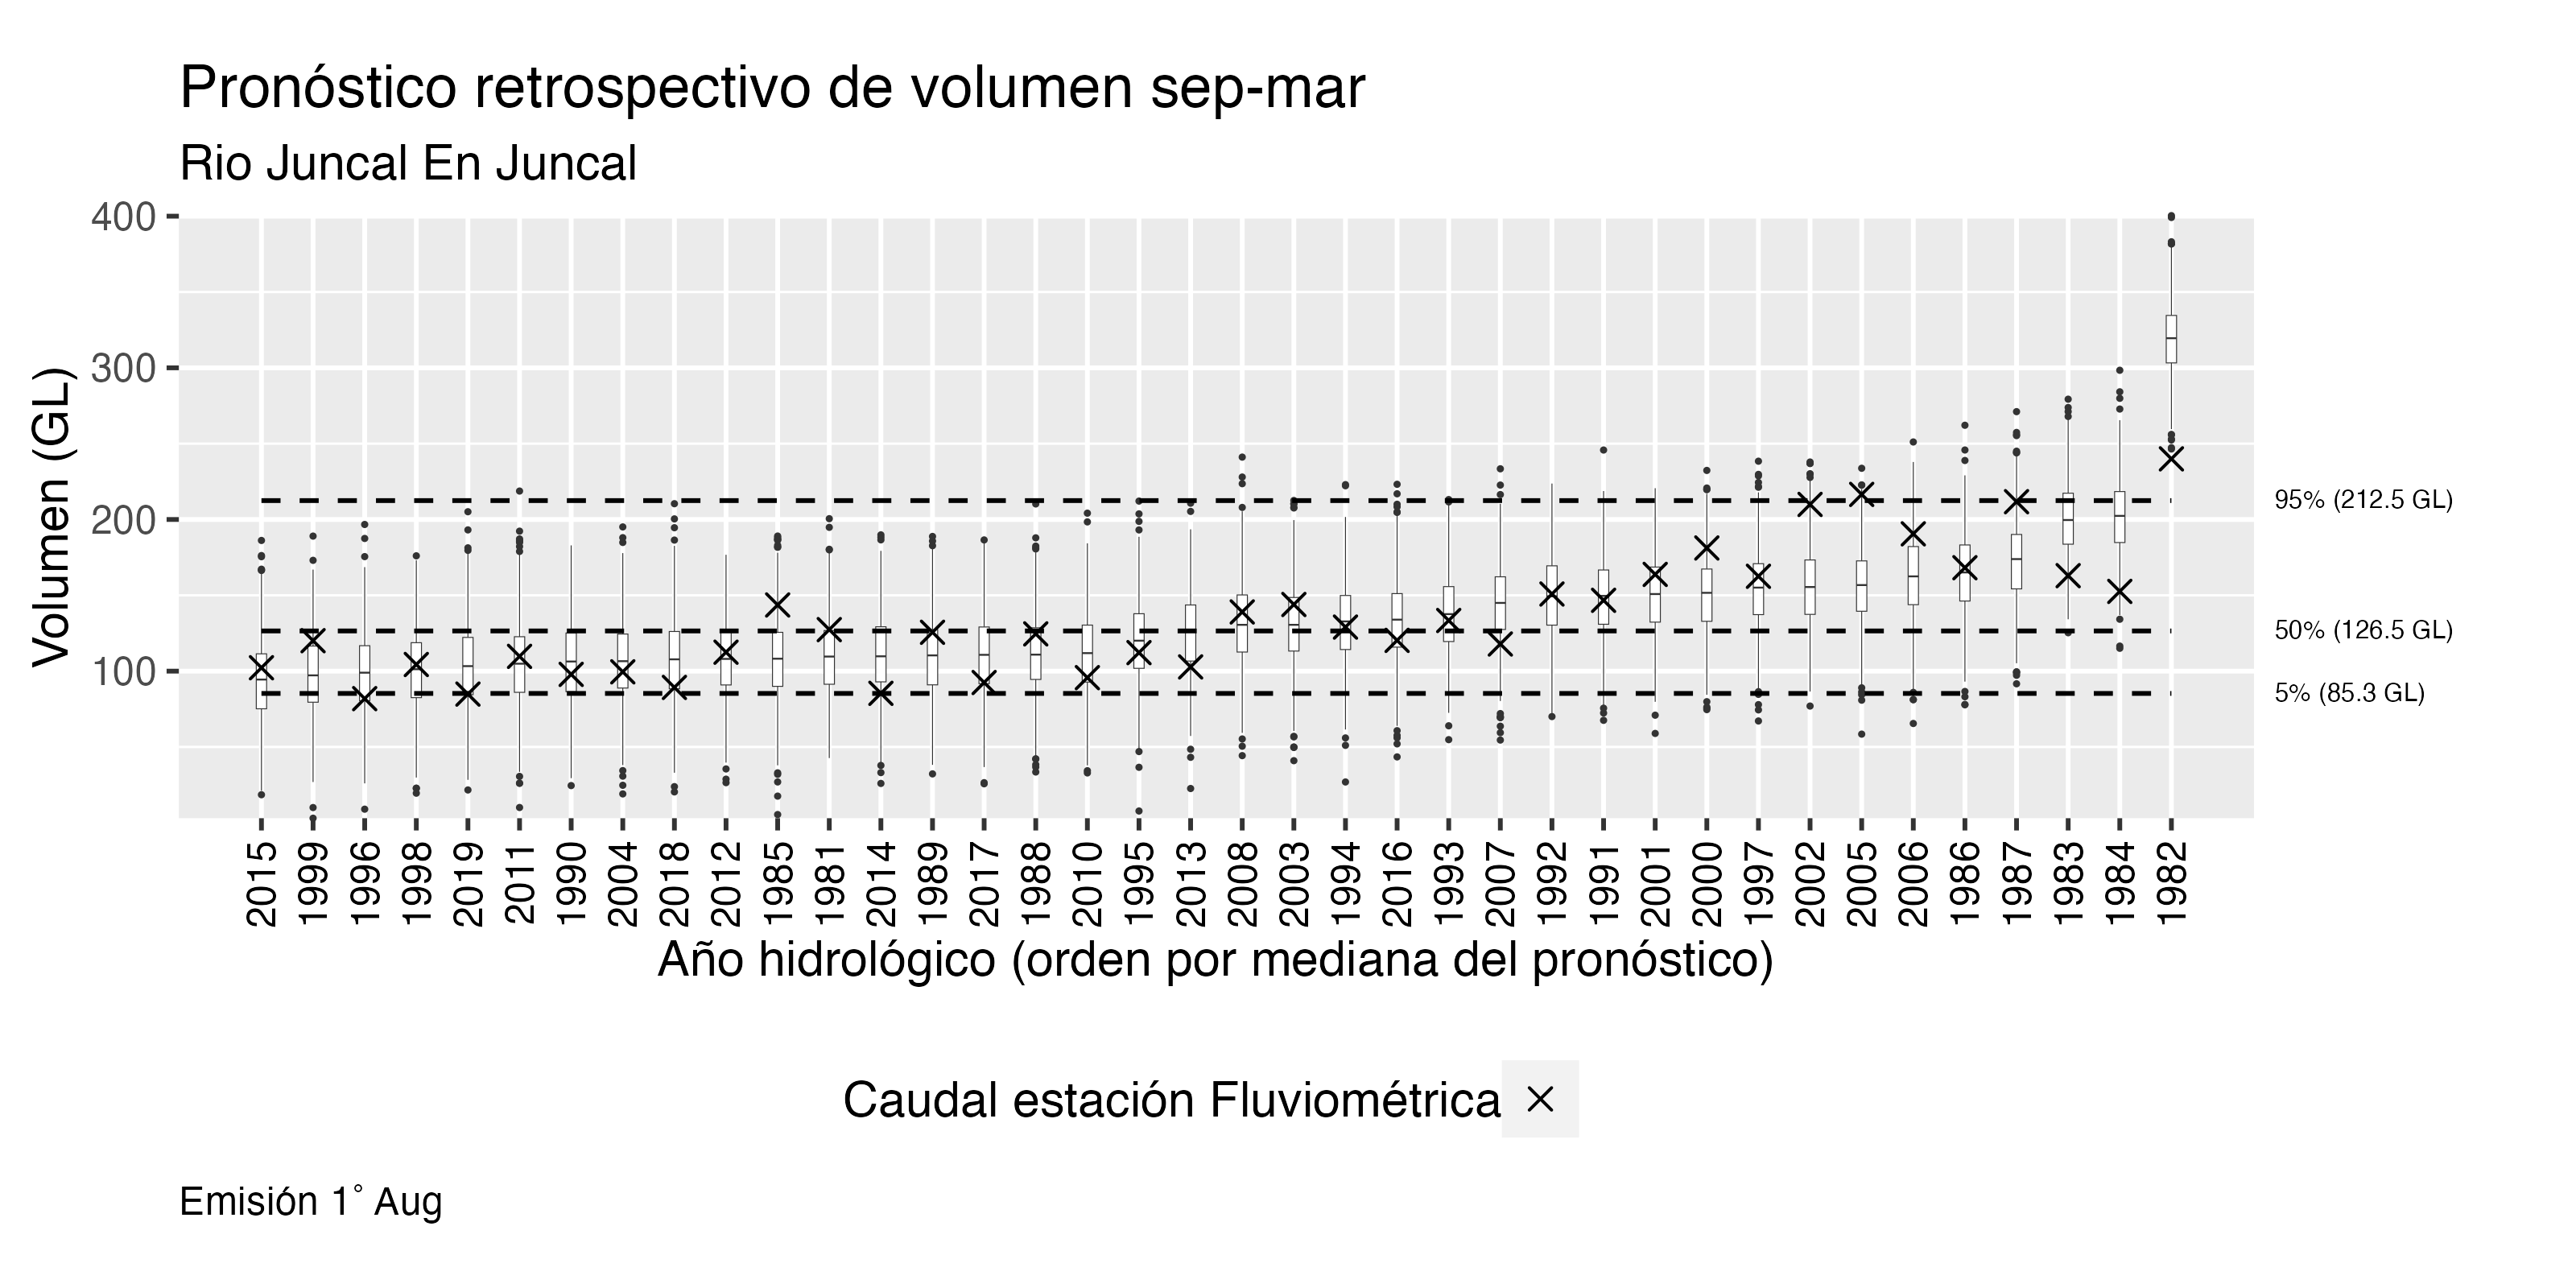 Pronóstico retrospectivo de volumen sep-mar
Rio Juncal En Juncal
Volumen (GL)
400
300
200
100
95% (212.5 GL)
50% (126.5 GL)
5% (85.3 GL)
2015 1999 1996 1998 2019 2011 1990 2004 2018 2012 1985 1981 2014 1989 2017 1988 2010 1995 2013 2008 2003 1994 2016 1993 2007 1992 1991 2001 2000 1997 2002 2005 2006 1986 1987 1983 1984 1982
Año hidrológico (orden por mediana del pronóstico)
Caudal estación Fluviométrica
Emisión 1° Aug